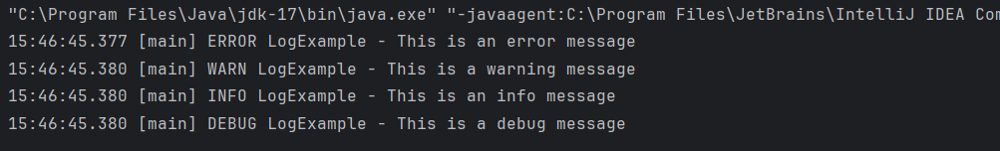 "C:\Program Files\Java\jdk-17\bin\java.exe" "-javaagent:C:\Program Files\JetBrains\IntelliJ IDEA Com
15:46:45.377 [main] ERROR LogExample - This is an error message
15:46:45.380 [main] WARN LogExample - This is a warning message
15:46:45.380 [main] INFO LogExample - This is an info message
15:46:45.380 [main] DEBUG LogExample - This is a debug message